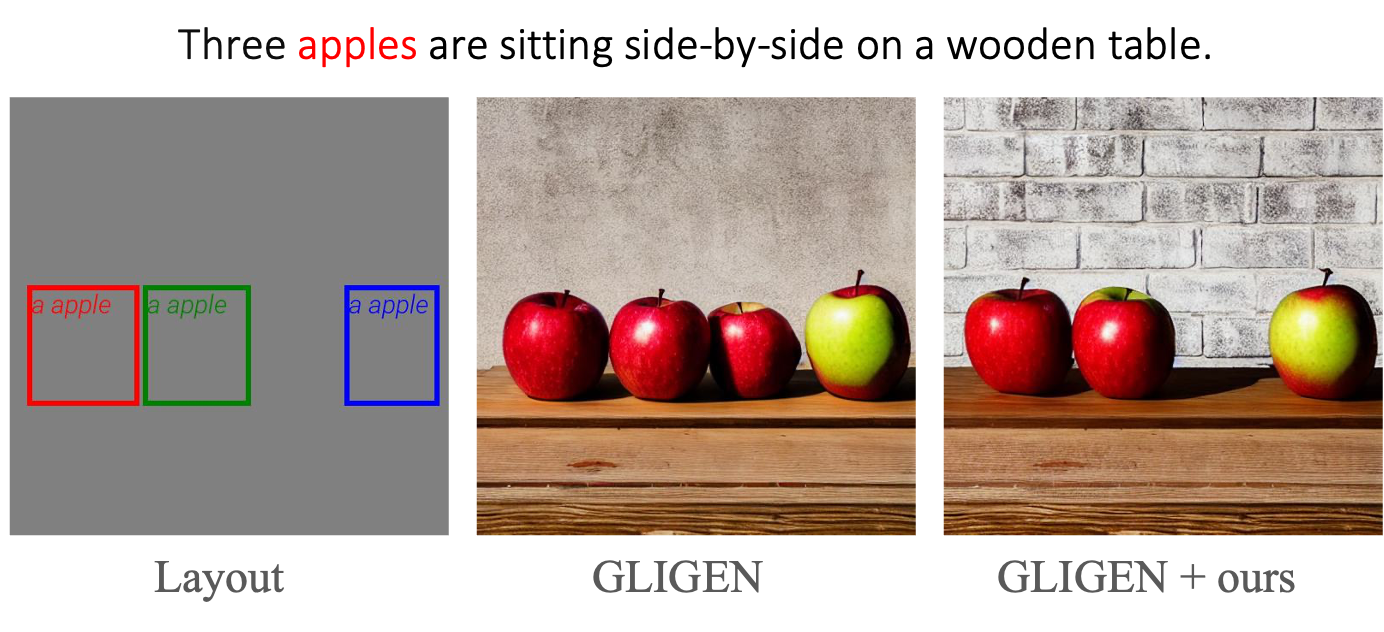 Three apples are sitting side-by-side on a wooden table.
a apple
a apple
a apple
Layout
GLIGEN
GLIGEN + ours